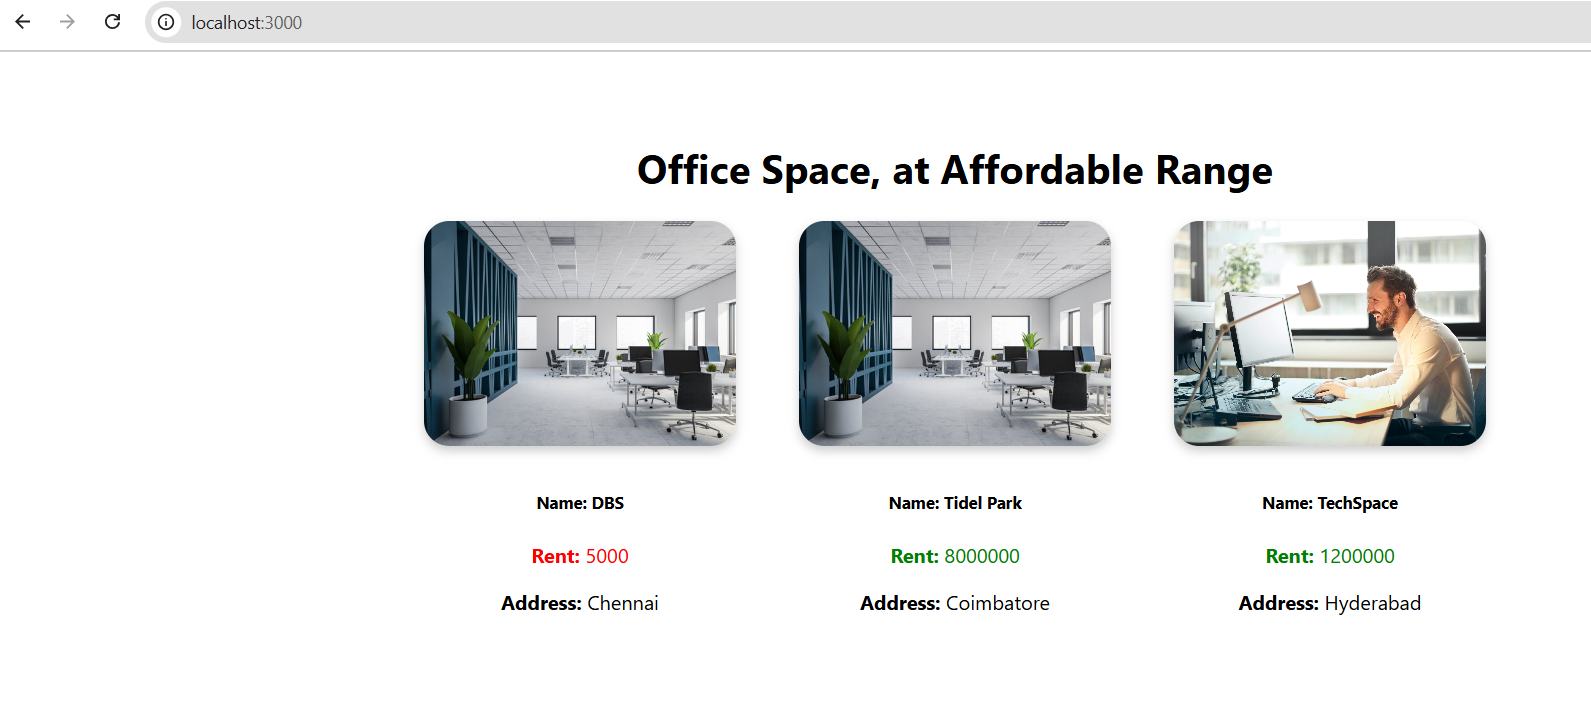 localhost:3000
Office Space, at Affordable Range
Name: DBS
Rent: 5000
Address: Chennai
Name: Tidel Park
Rent: 8000000
Address: Coimbatore
Name: TechSpace
Rent: 1200000
Address: Hyderabad